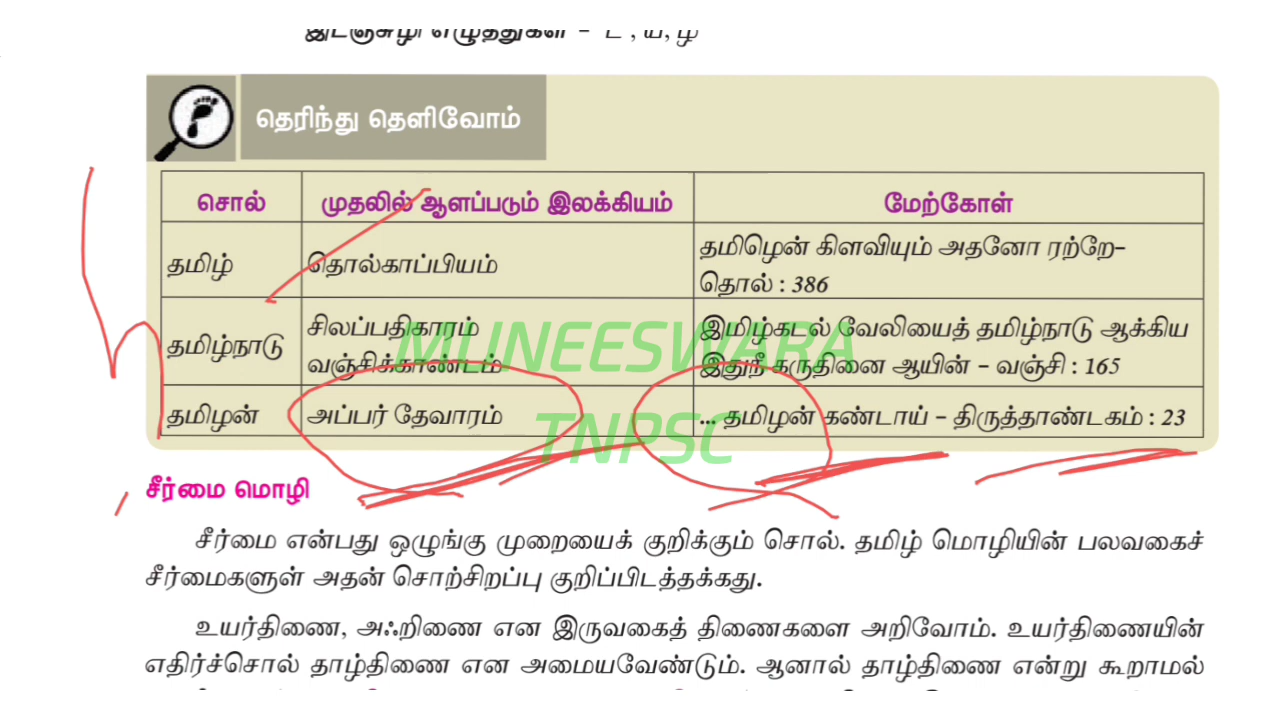 இடஞ்சுழி எழுத்துகள் - ட , ய, ழ
தெரிந்து தெளிவோம்
சொல் முதலில் ஆளப்படும் இலக்கியம் மேற்கோள்
தமிழ் தொல்காப்பியம் தமிழென் கிளவியும் அதனோ ரற்றே-
தொல் : 386
தமிழ்நாடு சிலப்பதிகாரம் இமிழ்கடல் வேலியைத் தமிழ்நாடு ஆக்கிய
வஞ்சிக்காண்டம் இதுநீ கருதினை ஆயின் - வஞ்சி : 165
தமிழன் அப்பர் தேவாரம் ... தமிழன் கண்டாய் - திருத்தாண்டகம் : 23
MUNEESWARA
TNPSC
சீர்மை மொழி
சீர்மை என்பது ஒழுங்கு முறையைக் குறிக்கும் சொல். தமிழ் மொழியின் பலவகைச்
சீர்மைகளுள் அதன் சொற்சிறப்பு குறிப்பிடத்தக்கது.
உயர்திணை, அஃறிணை என இருவகைத் திணைகளை அறிவோம். உயர்திணையின்
எதிர்ச்சொல் தாழ்திணை என அமையவேண்டும். ஆனால் தாழ்திணை என்று கூறாமல்